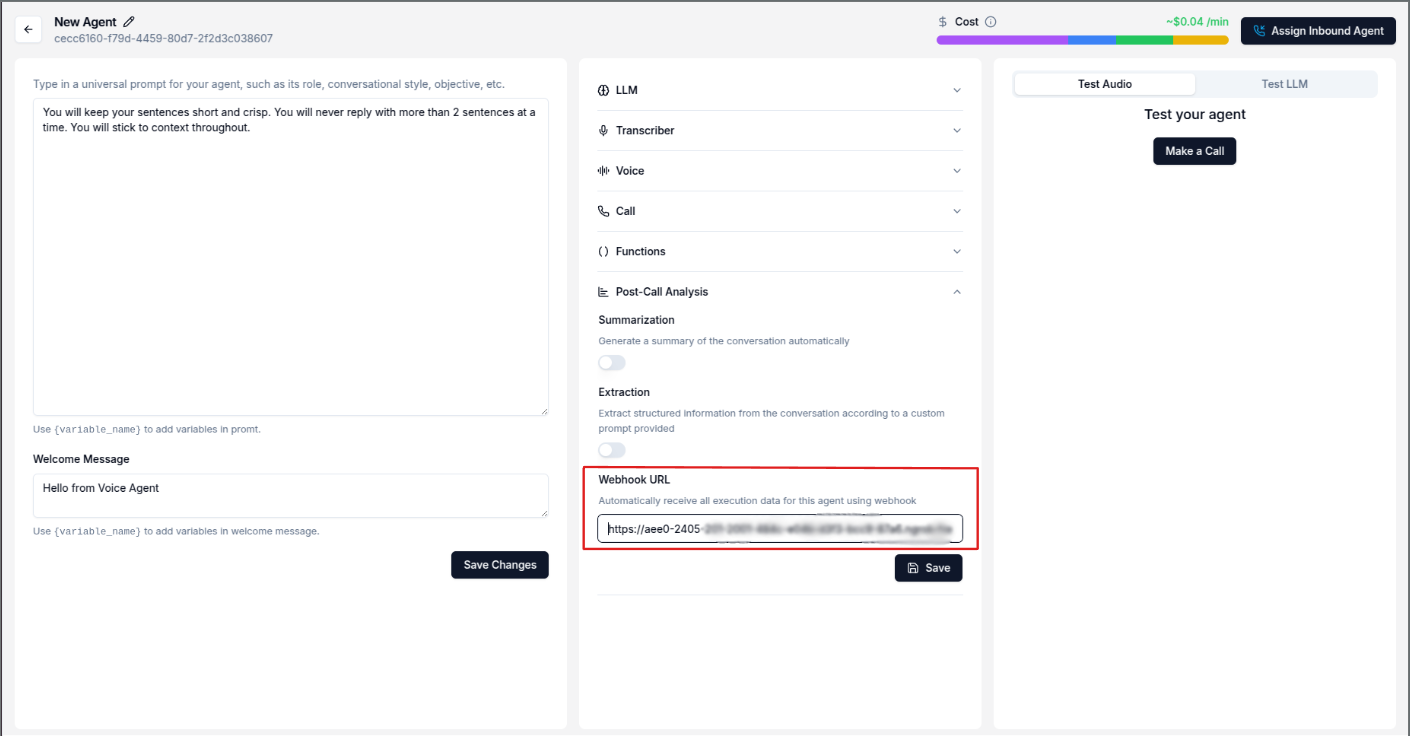 New Agent
cecc6160-f79d-4459-80d7-2f2d3c038607
Cost
~$0.04 /min
Assign Inbound Agent
Type in a universal prompt for your agent, such as its role, conversational style, objective, etc.
You will keep your sentences short and crisp. You will never reply with more than 2 sentences at a
time. You will stick to context throughout.
Use {variable_name} to add variables in promt.
Welcome Message
Hello from Voice Agent
Use {variable_name} to add variables in welcome message.
Save Changes
LLM
Transcriber
Voice
Call
Functions
Post-Call Analysis
Summarization
Generate a summary of the conversation automatically
Extraction
Extract structured information from the conversation according to a custom
prompt provided
Webhook URL
Automatically receive all execution data for this agent using webhook
https://aee0-2405-
Save
Test Audio
Test LLM
Test your agent
Make a Call